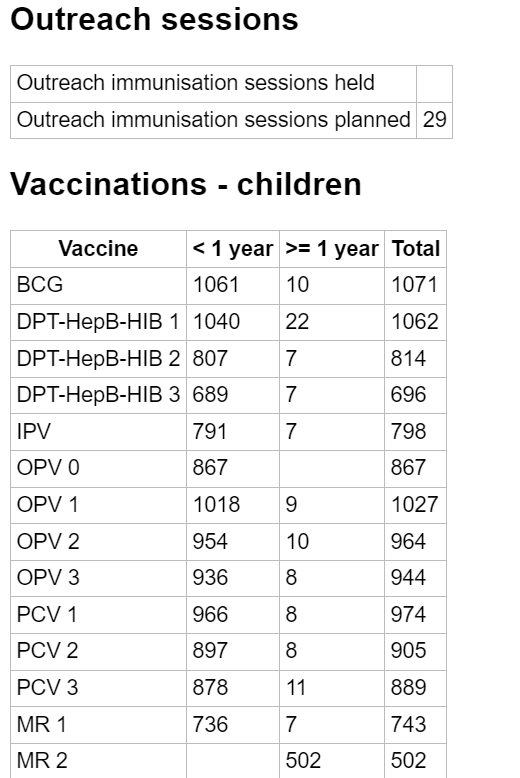 Outreach sessions
Outreach immunisation sessions held
Outreach immunisation sessions planned 29
Vaccinations - children
Vaccine < 1 year >= 1 year Total
BCG 1061 10 1071
DPT-HepB-HIB 1 1040 22 1062
DPT-HepB-HIB 2 807 7 814
DPT-HepB-HIB 3 689 7 696
IPV 791 7 798
OPV 0 867 867
OPV 1 1018 9 1027
OPV 2 954 10 964
OPV 3 936 8 944
PCV 1 966 8 974
PCV 2 897 8 905
PCV 3 878 11 889
MR 1 736 7 743
MR 2 502 502